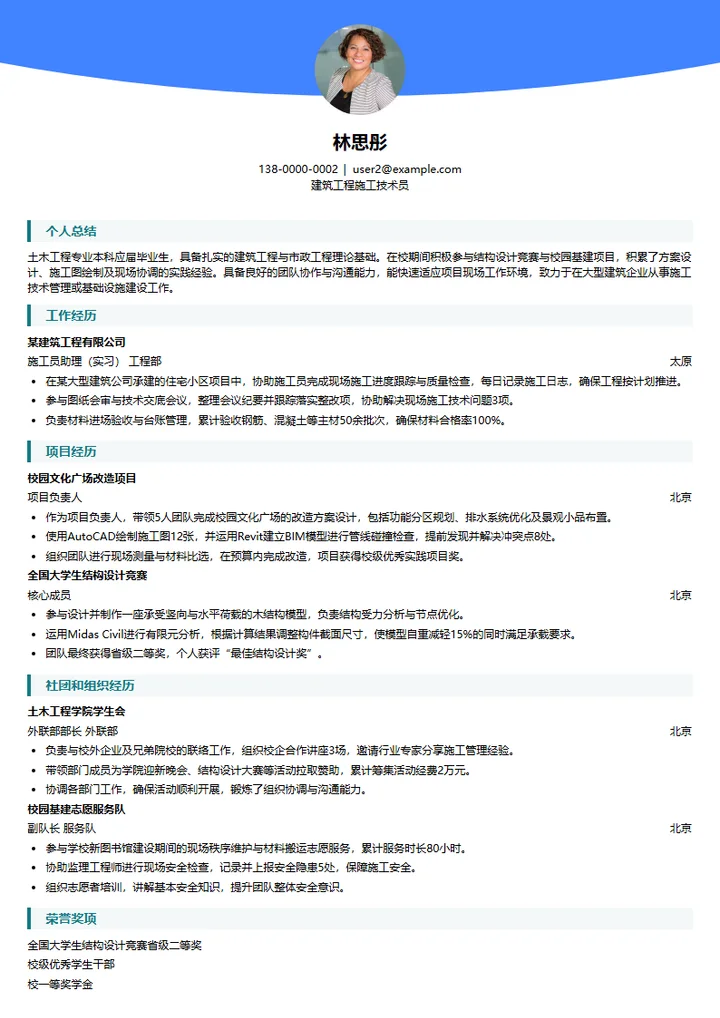 林思彤
138-0000-0002 | user2@example.com
建筑工程施工技术员
个人总结
土木工程专业本科应届毕业生，具备扎实的建筑工程与市政工程理论基础。在校期间积极参与结构设计竞赛与校园基建项目，积累了方案设
计、施工图绘制及现场协调的实践经验。具备良好的团队协作与沟通能力，能快速适应项目现场工作环境，致力于在大型建筑企业从事施工
技术管理或基础设施建设工作。
工作经历
某建筑工程有限公司
施工员助理（实习） 工程部 太原
• 在某大型建筑公司承建的住宅小区项目中，协助施工员完成现场施工进度跟踪与质量检查，每日记录施工日志，确保工程按计划推进。
• 参与图纸会审与技术交底会议，整理会议纪要并跟踪落实整改项，协助解决现场施工技术问题3项。
• 负责材料进场验收与台账管理，累计验收钢筋、混凝土等主材50余批次，确保材料合格率100%。
项目经历
校园文化广场改造项目
项目负责人 北京
• 作为项目负责人，带领5人团队完成校园文化广场的改造方案设计，包括功能分区规划、排水系统优化及景观小品布置。
• 使用AutoCAD绘制施工图12张，并运用Revit建立BIM模型进行管线碰撞检查，提前发现并解决冲突点8处。
• 组织团队进行现场测量与材料比选，在预算内完成改造，项目获得校级优秀实践项目奖。
全国大学生结构设计竞赛
核心成员 北京
• 参与设计并制作一座承受竖向与水平荷载的木结构模型，负责结构受力分析与节点优化。
• 运用Midas Civil进行有限元分析，根据计算结果调整构件截面尺寸，使模型自重减轻15%的同时满足承载要求。
• 团队最终获得省级二等奖，个人获评“最佳结构设计奖”。
社团和组织经历
土木工程学院学生会
外联部部长 外联部 北京
• 负责与校外企业及兄弟院校的联络工作，组织校企合作讲座3场，邀请行业专家分享施工管理经验。
• 带领部门成员为学院迎新晚会、结构设计大赛等活动拉取赞助，累计筹集活动经费2万元。
• 协调各部门工作，确保活动顺利开展，锻炼了组织协调与沟通能力。
校园基建志愿服务队
副队长 服务队 北京
• 参与学校新图书馆建设期间的现场秩序维护与材料搬运志愿服务，累计服务时长80小时。
• 协助监理工程师进行现场安全检查，记录并上报安全隐患5处，保障施工安全。
• 组织志愿者培训，讲解基本安全知识，提升团队整体安全意识。
荣誉奖项
全国大学生结构设计竞赛省级二等奖
校级优秀学生干部
校一等奖学金